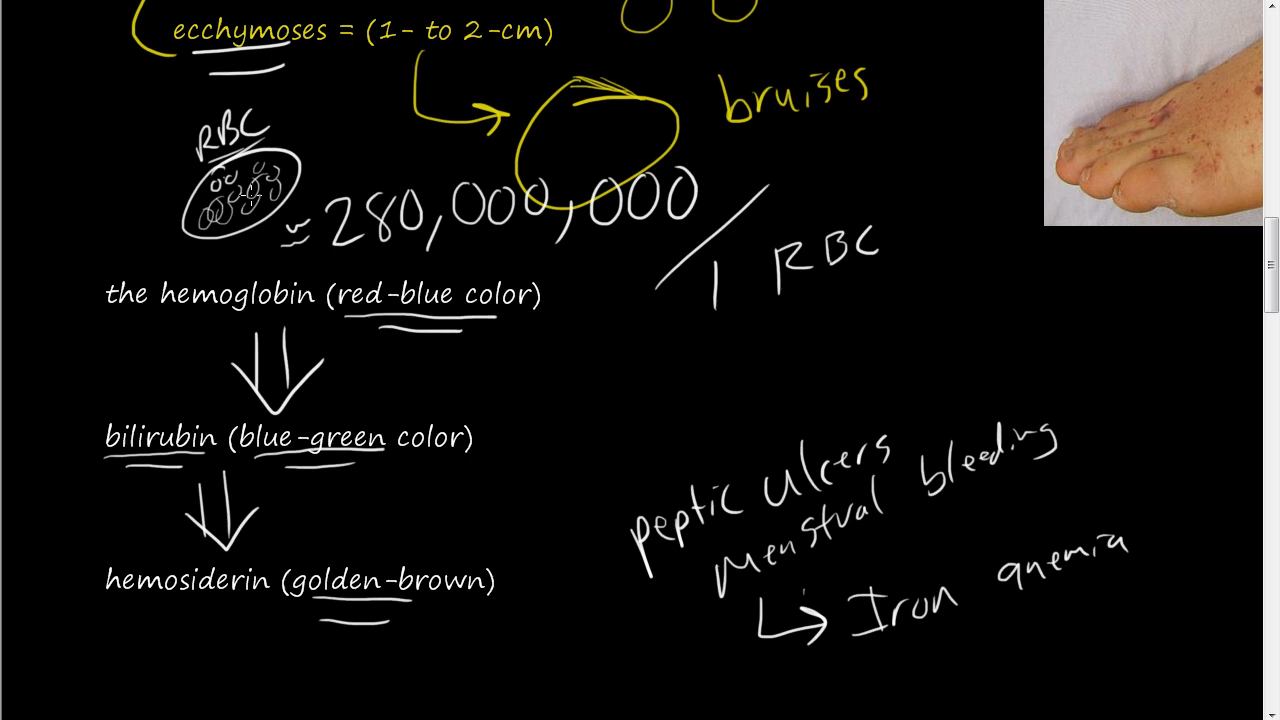 ecchymoses = (1- to 2-cm)
bruises
RBC
≈ 280,000,000 / 1 RBC
the hemoglobin (red-blue color)
bilirubin (blue-green color)
peptic ulcers
menstual bleeding
hemosiderin (golden-brown)
Iron anemia